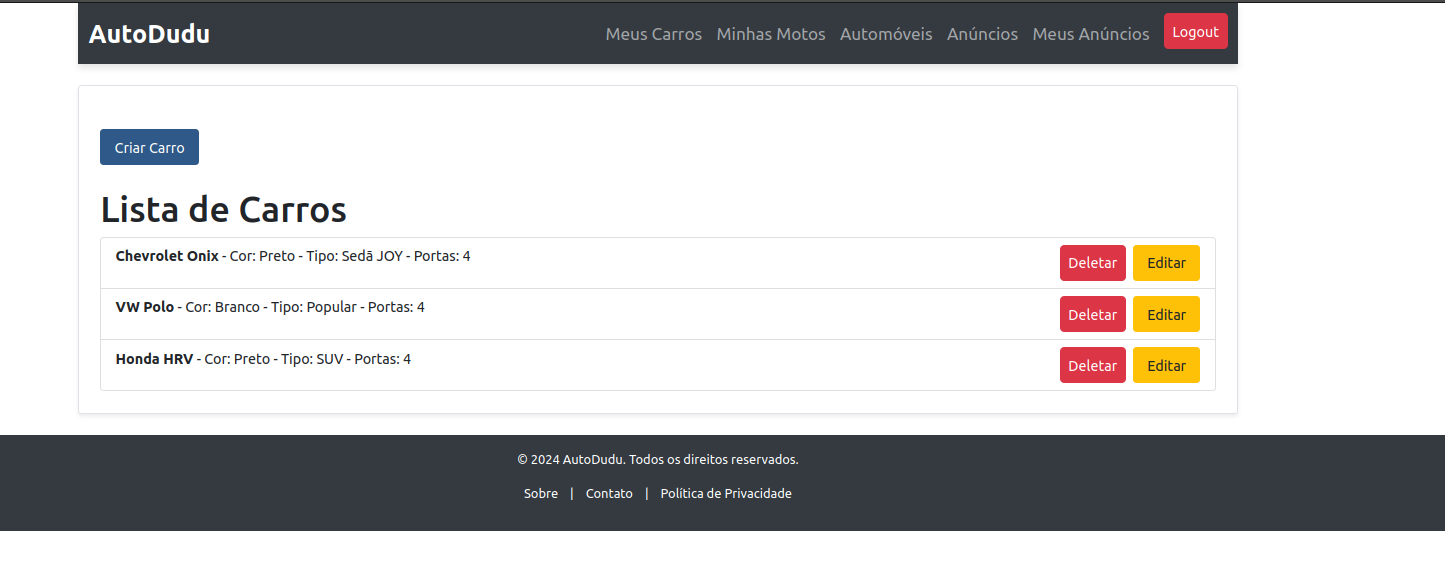 AutoDudu Meus Carros Minhas Motos Automóveis Anúncios Meus Anúncios Logout
Criar Carro
Lista de Carros
Chevrolet Onix - Cor: Preto - Tipo: Sedã JOY - Portas: 4 Deletar Editar
VW Polo - Cor: Branco - Tipo: Popular - Portas: 4 Deletar Editar
Honda HRV - Cor: Preto - Tipo: SUV - Portas: 4 Deletar Editar
© 2024 AutoDudu. Todos os direitos reservados.
Sobre | Contato | Política de Privacidade